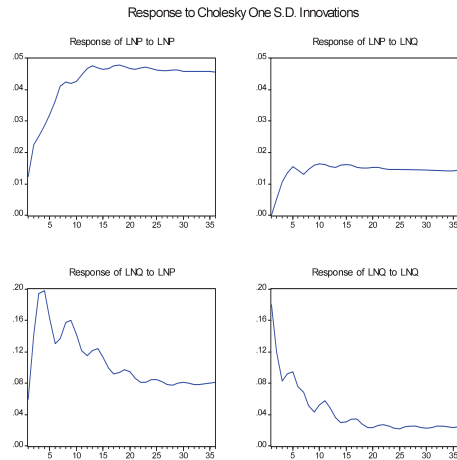 Response to Cholesky One S.D. Innovations
Response of LNP to LNP
Response of LNP to LNQ
.05
.04
.03
.02
.01
.00
5 10 15 20 25 30 35
.05
.04
.03
.02
.01
.00
5 10 15 20 25 30 35
Response of LNQ to LNP
Response of LNQ to LNQ
.20
.16
.12
.08
.04
.00
5 10 15 20 25 30 35
.20
.16
.12
.08
.04
.00
5 10 15 20 25 30 35